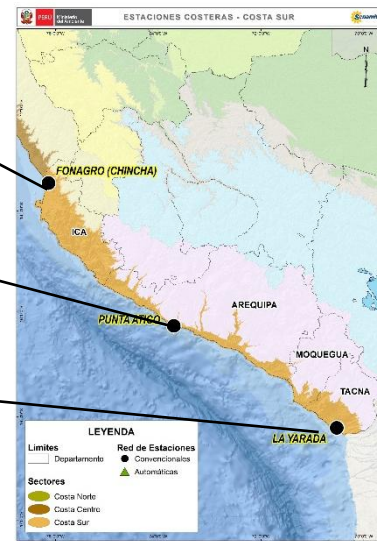 PERÚ Ministerio del Ambiente
ESTACIONES COSTERAS - COSTA SUR
Senamhi
N
FONAGRO (CHINCHA)
ICA
AREQUIPA
PUNTA ATICO
MOQUEGUA
TACNA
LA YARADA
LEYENDA
Limites
Departamento
Red de Estaciones
Convencionales
Automáticas
Sectores
Costa Norte
Costa Centro
Costa Sur